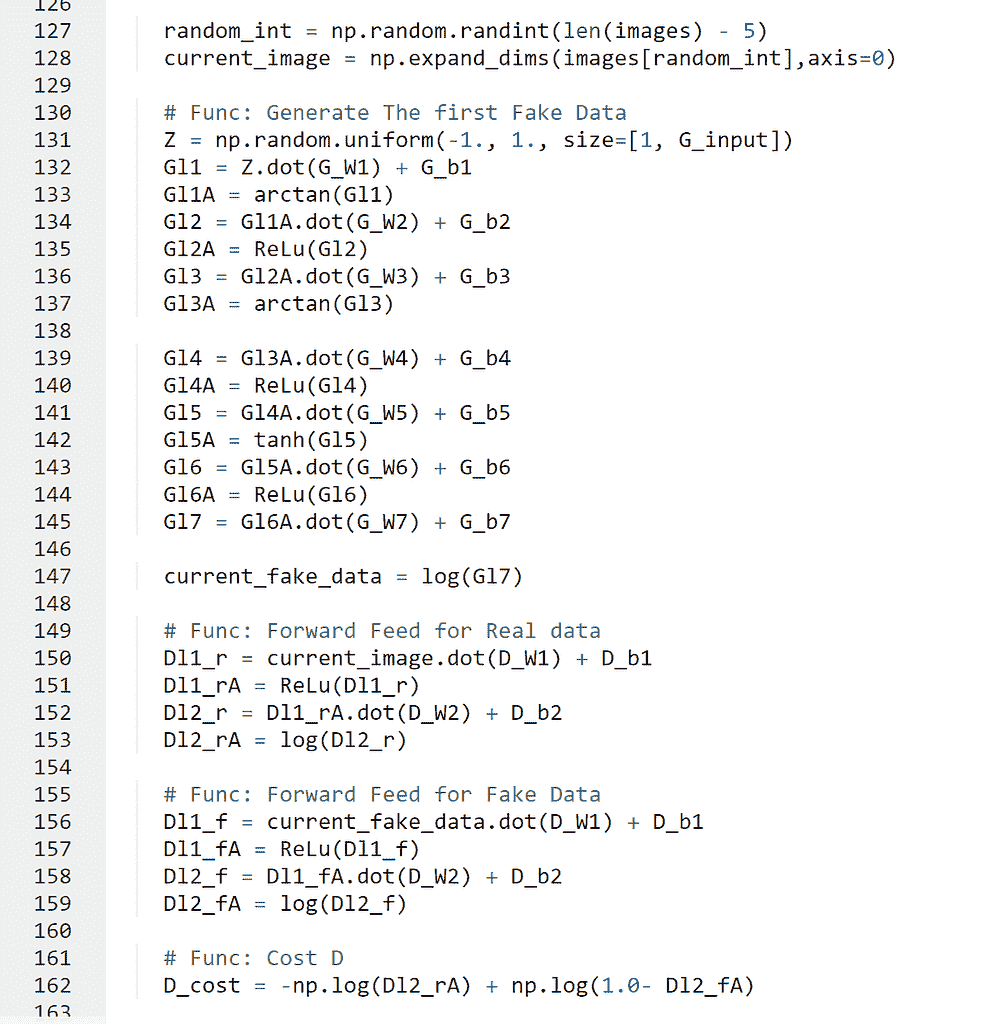 126
127 random_int = np.random.randint(len(images) - 5)
128 current_image = np.expand_dims(images[random_int],axis=0)
129
130 # Func: Generate The first Fake Data
131 Z = np.random.uniform(-1., 1., size=[1, G_input])
132 Gl1 = Z.dot(G_W1) + G_b1
133 Gl1A = arctan(Gl1)
134 Gl2 = Gl1A.dot(G_W2) + G_b2
135 Gl2A = ReLu(Gl2)
136 Gl3 = Gl2A.dot(G_W3) + G_b3
137 Gl3A = arctan(Gl3)
138
139 Gl4 = Gl3A.dot(G_W4) + G_b4
140 Gl4A = ReLu(Gl4)
141 Gl5 = Gl4A.dot(G_W5) + G_b5
142 Gl5A = tanh(Gl5)
143 Gl6 = Gl5A.dot(G_W6) + G_b6
144 Gl6A = ReLu(Gl6)
145 Gl7 = Gl6A.dot(G_W7) + G_b7
146
147 current_fake_data = log(Gl7)
148
149 # Func: Forward Feed for Real data
150 Dl1_r = current_image.dot(D_W1) + D_b1
151 Dl1_rA = ReLu(Dl1_r)
152 Dl2_r = Dl1_rA.dot(D_W2) + D_b2
153 Dl2_rA = log(Dl2_r)
154
155 # Func: Forward Feed for Fake Data
156 Dl1_f = current_fake_data.dot(D_W1) + D_b1
157 Dl1_fA = ReLu(Dl1_f)
158 Dl2_f = Dl1_fA.dot(D_W2) + D_b2
159 Dl2_fA = log(Dl2_f)
160
161 # Func: Cost D
162 D_cost = -np.log(Dl2_rA) + np.log(1.0- Dl2_fA)
163